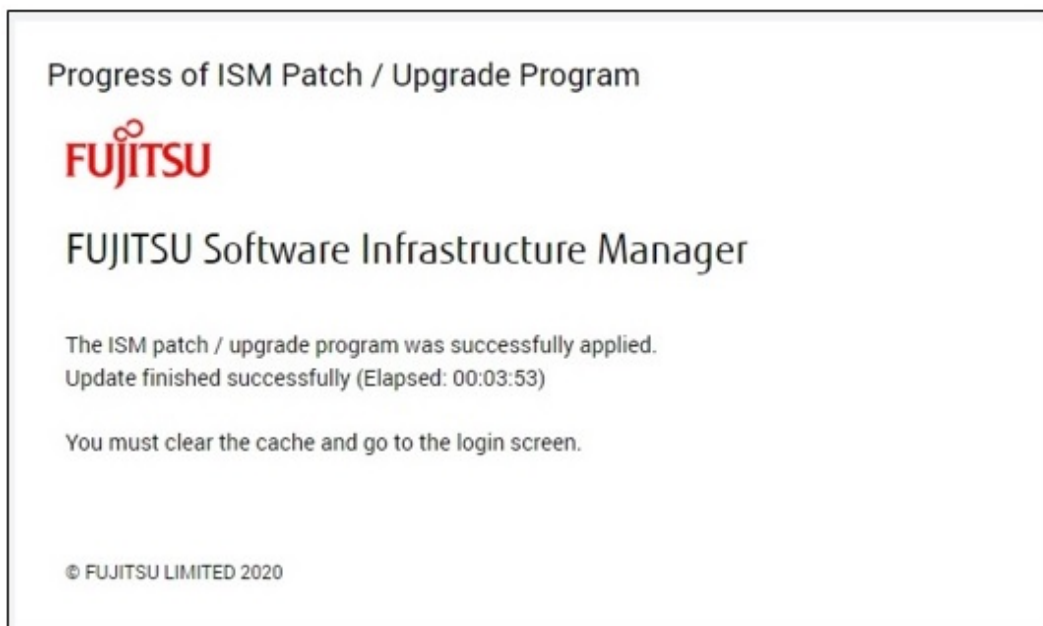 Progress of ISM Patch / Upgrade Program
FUJITSU
FUJITSU Software Infrastructure Manager
The ISM patch / upgrade program was successfully applied.
Update finished successfully (Elapsed: 00:03:53)
You must clear the cache and go to the login screen.
© FUJITSU LIMITED 2020